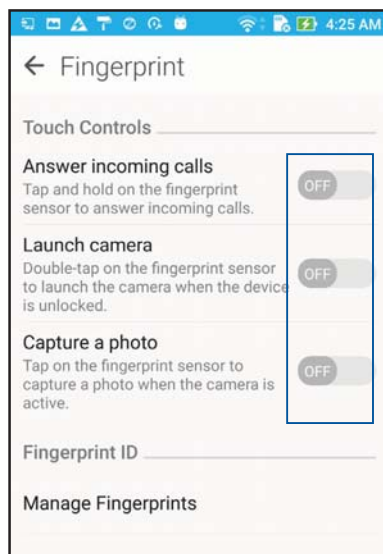 4:25 AM
Fingerprint
Touch Controls
Answer incoming calls
Tap and hold on the fingerprint
sensor to answer incoming calls.
OFF
Launch camera
Double-tap on the fingerprint sensor
to launch the camera when the device
is unlocked.
OFF
Capture a photo
Tap on the fingerprint sensor to
capture a photo when the camera is
active.
OFF
Fingerprint ID
Manage Fingerprints